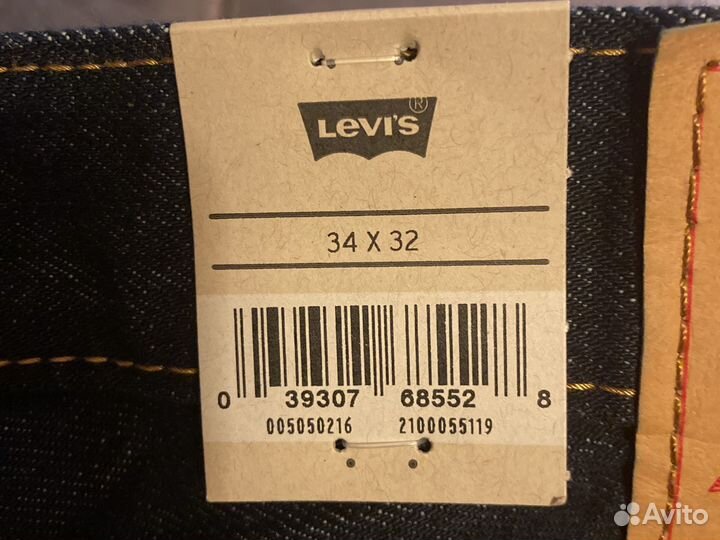 LEVI'S ®
34 X 32
0 39307 68552 8
005050216 2100055119
Avito